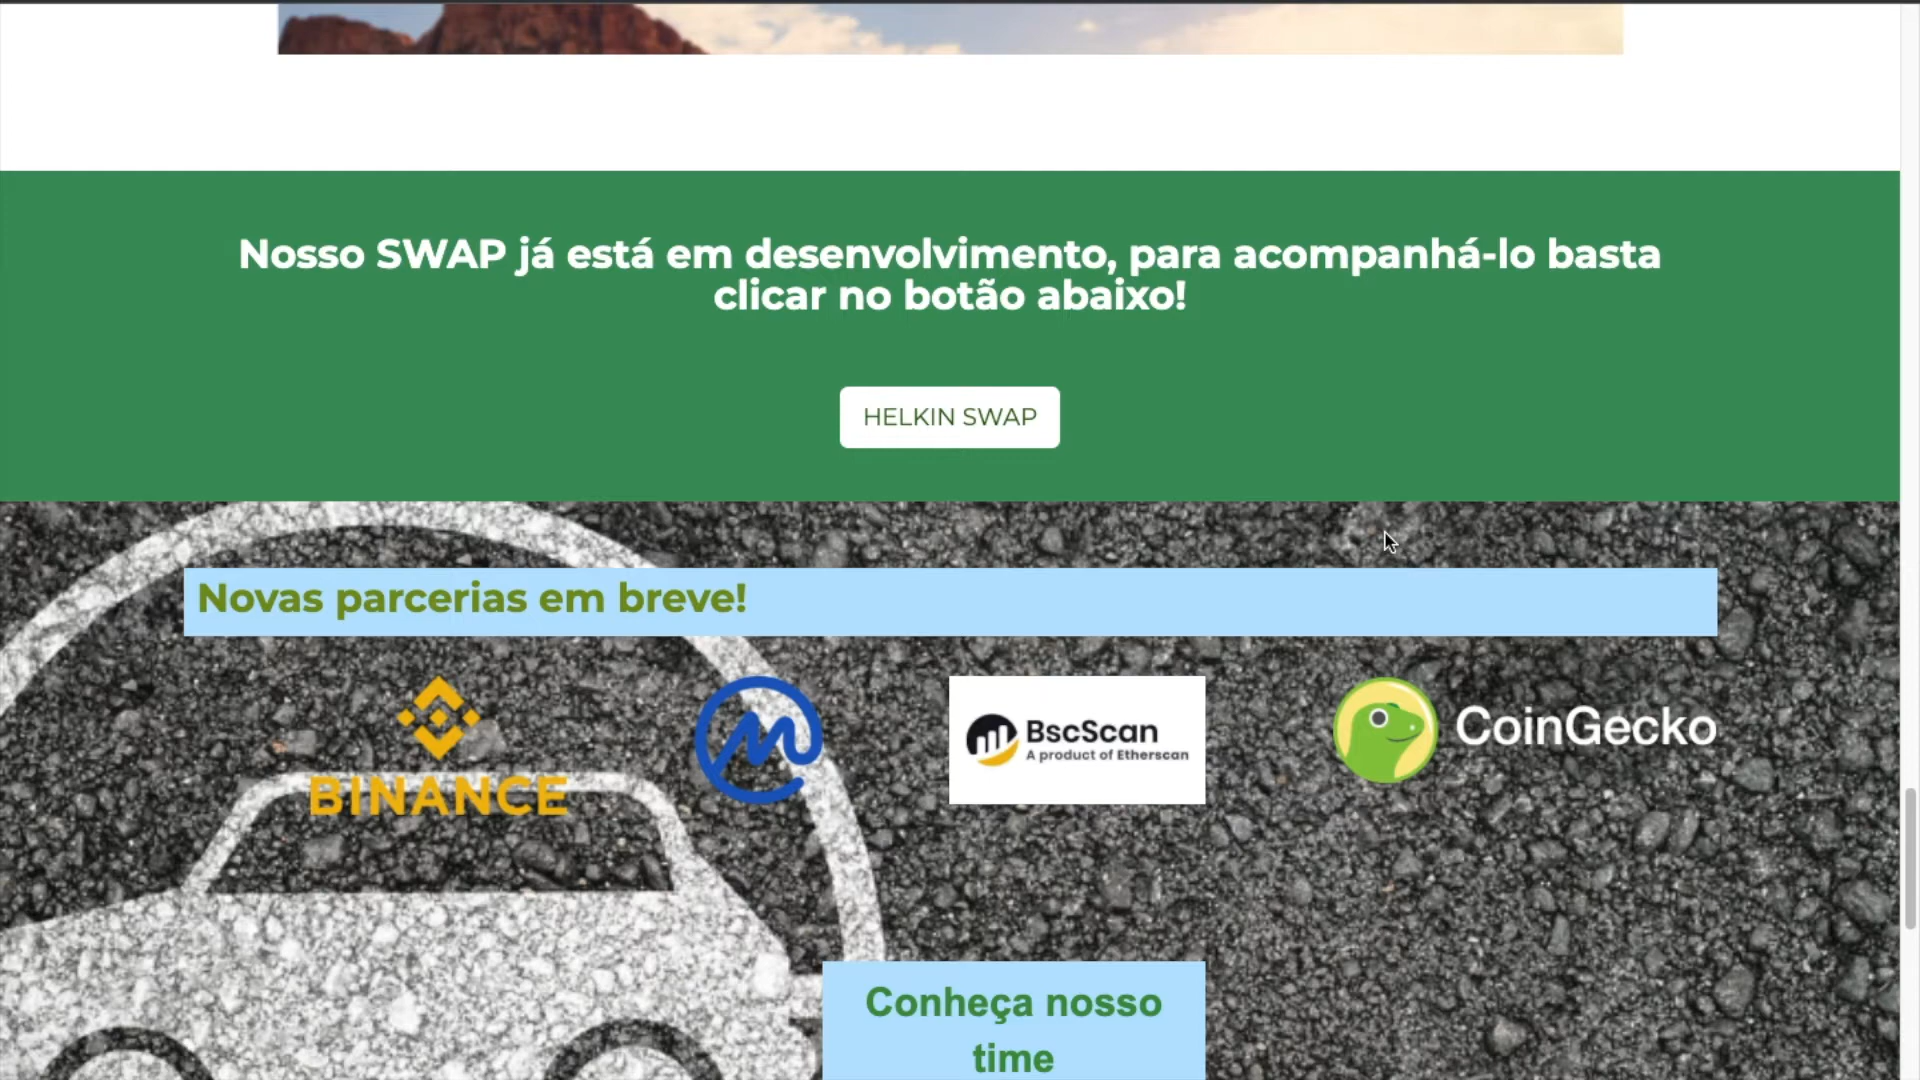 Nosso SWAP já está em desenvolvimento, para acompanhá-lo basta
clicar no botão abaixo!
HELKIN SWAP
Novas parcerias em breve!
BINANCE
BscScan
A product of Etherscan
CoinGecko
Conheça nosso
time